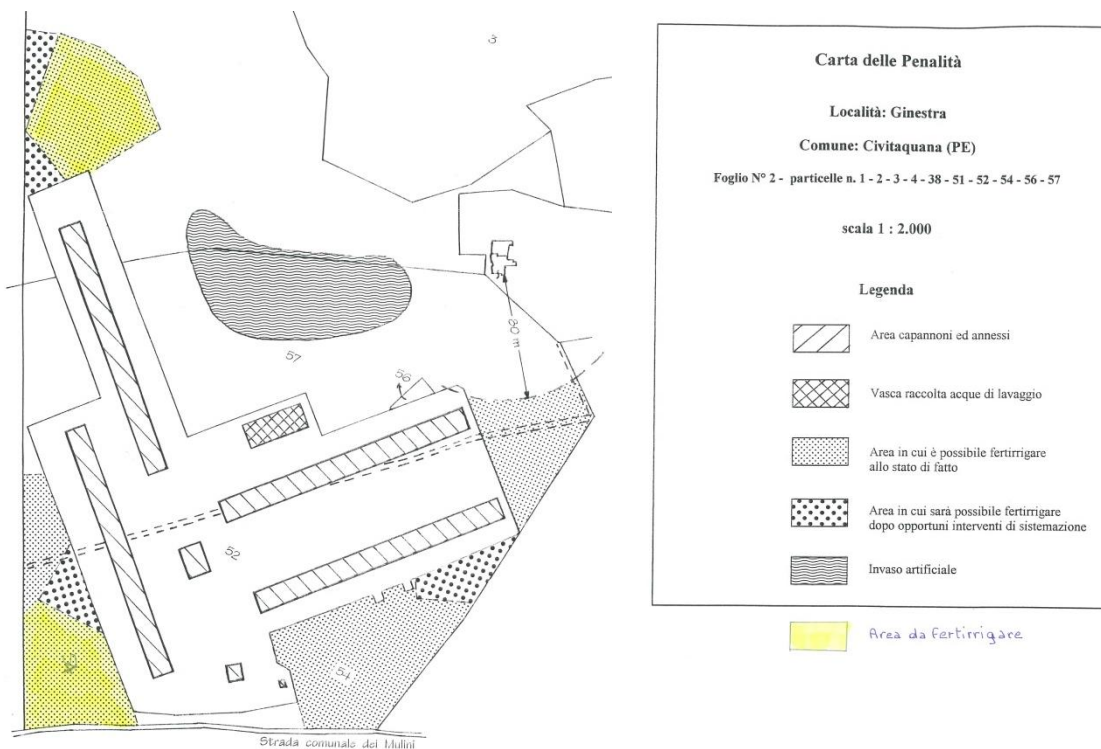 3
57
56
80 m
52
54
Strada comunale dei Mulini
Carta delle Penalità
Località: Ginestra
Comune: Civitaquana (PE)
Foglio N° 2 - particelle n. 1 - 2 - 3 - 4 - 38 - 51 - 52 - 54 - 56 - 57
scala 1 : 2.000
Legenda
Area capannoni ed annessi
Vasca raccolta acque di lavaggio
Area in cui è possibile fertirrigare
allo stato di fatto
Area in cui sarà possibile fertirrigare
dopo opportuni interventi di sistemazione
Invaso artificiale
Area da fertirrigare